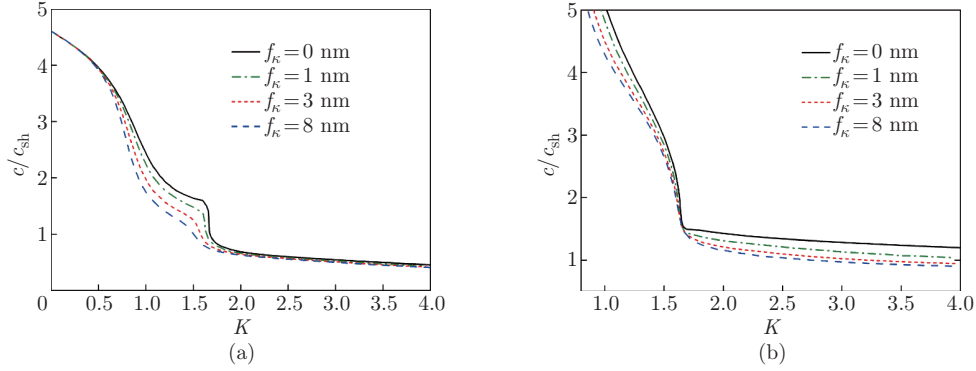 5
4
3
2
1
c/c_sh
f_κ=0 nm
f_κ=1 nm
f_κ=3 nm
f_κ=8 nm
0 0.5 1.0 1.5 2.0 2.5 3.0 3.5 4.0
K
(a)
5
4
3
2
1
c/c_sh
f_κ=0 nm
f_κ=1 nm
f_κ=3 nm
f_κ=8 nm
1.0 1.5 2.0 2.5 3.0 3.5 4.0
K
(b)